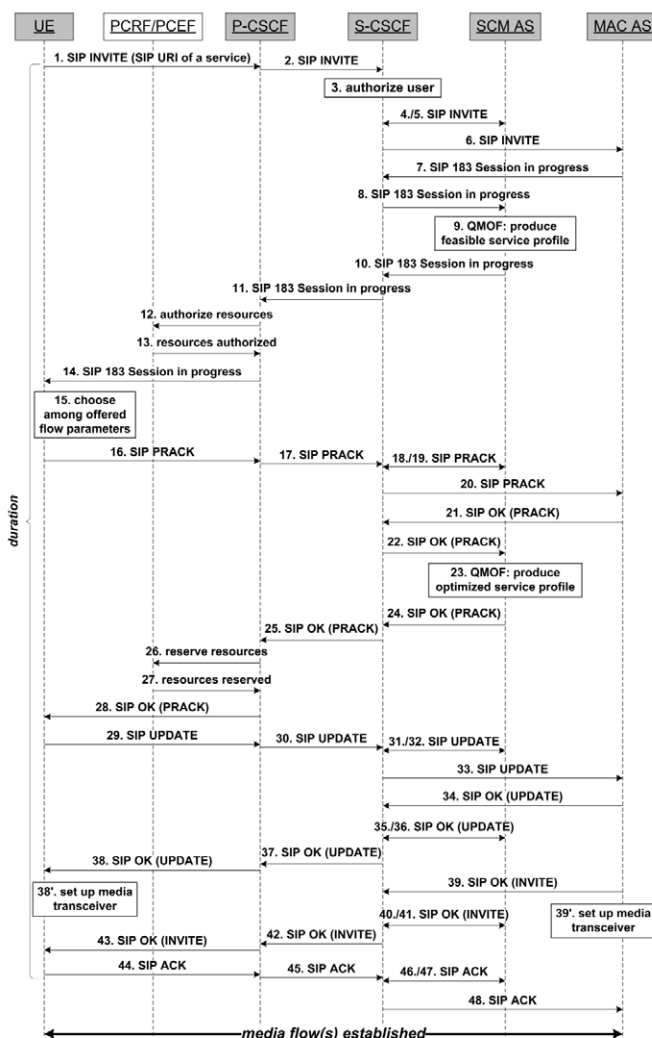 UE
PCRF/PCEF
P-CSCF
S-CSCF
SCM AS
MAC AS
1. SIP INVITE (SIP URI of a service)
2. SIP INVITE
3. authorize user
4./5. SIP INVITE
6. SIP INVITE
7. SIP 183 Session in progress
8. SIP 183 Session in progress
9. QMOF: produce
feasible service profile
10. SIP 183 Session in progress
11. SIP 183 Session in progress
12. authorize resources
13. resources authorized
14. SIP 183 Session in progress
15. choose
among offered
flow parameters
16. SIP PRACK
17. SIP PRACK
18./19. SIP PRACK
20. SIP PRACK
21. SIP OK (PRACK)
22. SIP OK (PRACK)
duration
23. QMOF: produce
optimized service profile
24. SIP OK (PRACK)
25. SIP OK (PRACK)
26. reserve resources
27. resources reserved
28. SIP OK (PRACK)
29. SIP UPDATE
30. SIP UPDATE
31./32. SIP UPDATE
33. SIP UPDATE
34. SIP OK (UPDATE)
35./36. SIP OK (UPDATE)
37. SIP OK (UPDATE)
38. SIP OK (UPDATE)
38'. set up media
transceiver
39. SIP OK (INVITE)
39'. set up media
transceiver
40./41. SIP OK (INVITE)
42. SIP OK (INVITE)
43. SIP OK (INVITE)
44. SIP ACK
45. SIP ACK
46./47. SIP ACK
48. SIP ACK
media flow(s) established